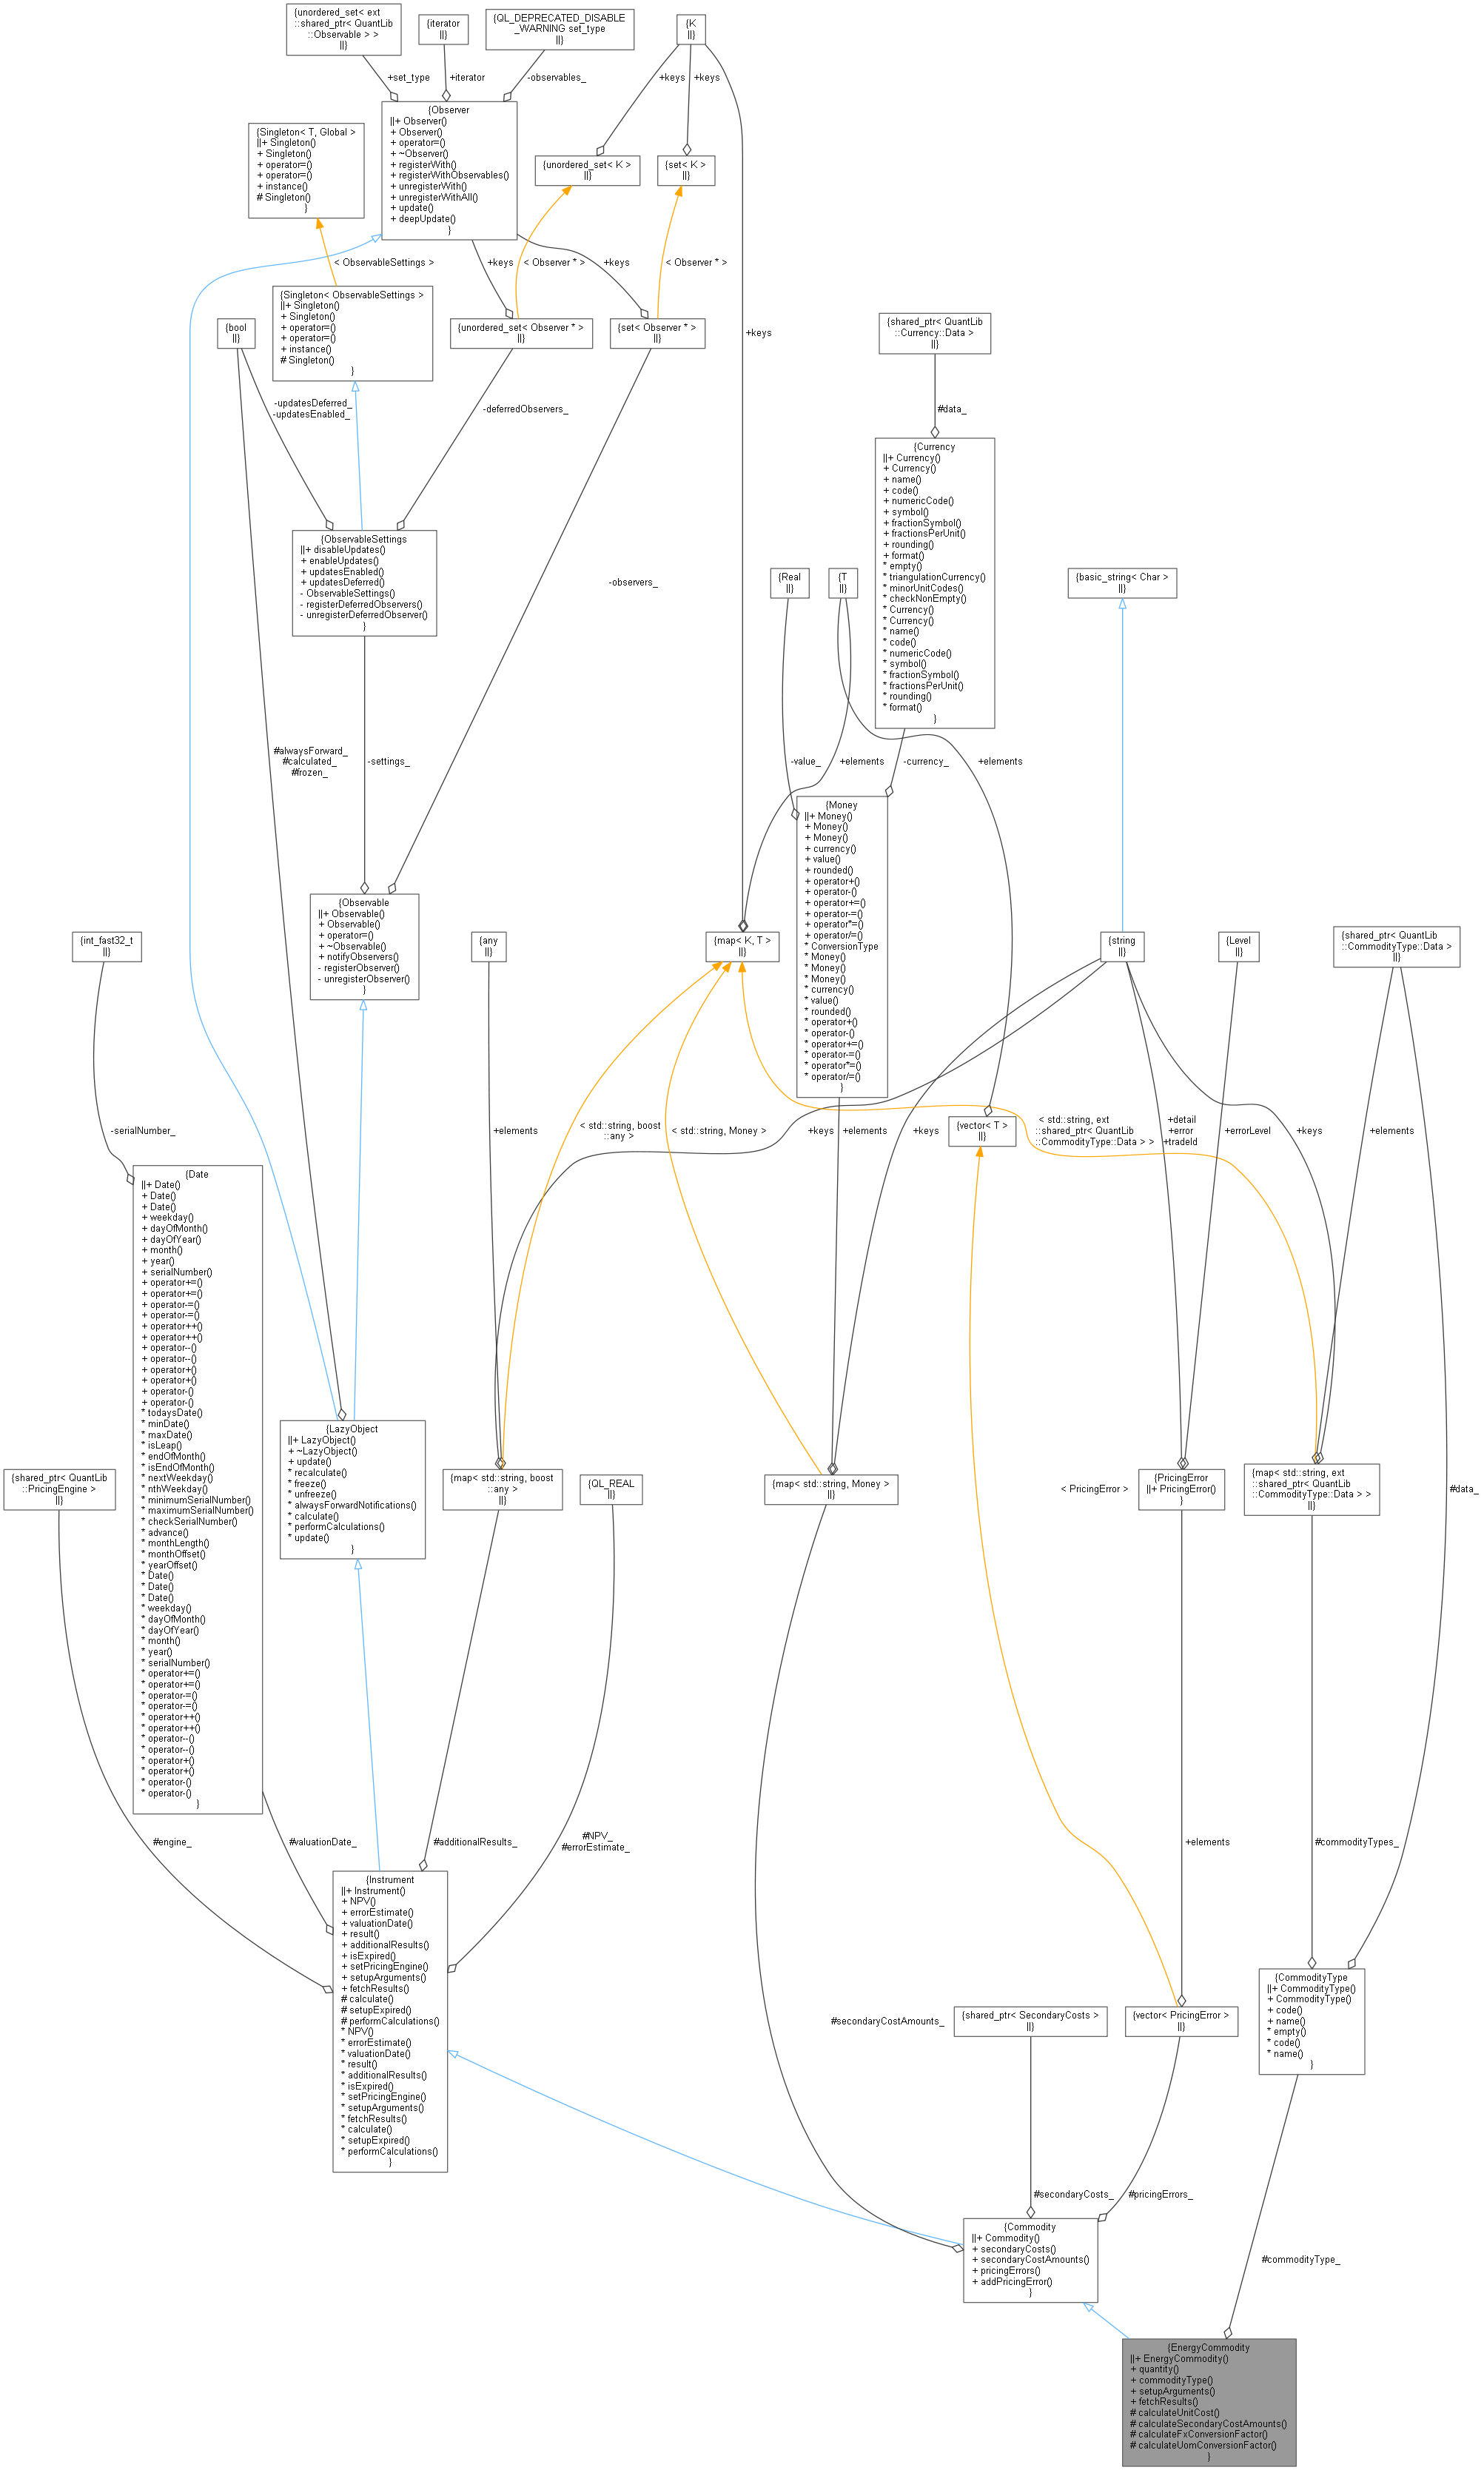 {unordered_set< ext
::shared_ptr< QuantLib
::Observable > >
||}
{iterator
||}
{QL_DEPRECATED_DISABLE
_WARNING set_type
||}
{K
||}
+set_type
+iterator
-observables_
+keys
+keys
{Observer
||+ Observer()
+ Observer()
+ operator=()
+ ~Observer()
+ registerWith()
+ registerWithObservables()
+ unregisterWith()
+ unregisterWithAll()
+ update()
+ deepUpdate()
}
{Singleton< T, Global >
||+ Singleton()
+ Singleton()
+ operator=()
+ operator=()
+ instance()
# Singleton()
}
{unordered_set< K >
||}
{set< K >
||}
< ObservableSettings >
+keys
< Observer * >
+keys
< Observer * >
{Singleton< ObservableSettings >
||+ Singleton()
+ Singleton()
+ operator=()
+ operator=()
+ instance()
# Singleton()
}
{bool
||}
{unordered_set< Observer * >
||}
{set< Observer * >
||}
+keys
{shared_ptr< QuantLib
::Currency::Data >
||}
-updatesDeferred_
-updatesEnabled_
-deferredObservers_
#data_
{Currency
||+ Currency()
+ Currency()
+ name()
+ code()
+ numericCode()
+ symbol()
+ fractionSymbol()
+ fractionsPerUnit()
+ rounding()
+ format()
* empty()
* triangulationCurrency()
* minorUnitCodes()
* checkNonEmpty()
* Currency()
* Currency()
* name()
* code()
* numericCode()
* symbol()
* fractionSymbol()
* fractionsPerUnit()
* rounding()
* format()
}
{ObservableSettings
||+ disableUpdates()
+ enableUpdates()
+ updatesEnabled()
+ updatesDeferred()
- ObservableSettings()
- registerDeferredObservers()
- unregisterDeferredObserver()
}
-observers_
{Real
||}
{T
||}
{basic_string< Char >
||}
#alwaysForward_
#calculated_
#frozen_
-settings_
-value_
+elements
-currency_
+elements
{Money
||+ Money()
+ Money()
+ Money()
+ currency()
+ value()
+ rounded()
+ operator+()
+ operator-()
+ operator+=()
+ operator-=()
+ operator*=()
+ operator/=()
* ConversionType
* Money()
* Money()
* Money()
* currency()
* value()
* rounded()
* operator+()
* operator-()
* operator+=()
* operator-=()
* operator*=()
* operator/=()
}
{Observable
||+ Observable()
+ Observable()
+ operator=()
+ ~Observable()
+ notifyObservers()
- registerObserver()
- unregisterObserver()
}
{int_fast32_t
||}
{any
||}
{map< K, T >
||}
{string
||}
{Level
||}
{shared_ptr< QuantLib
::CommodityType::Data >
||}
-serialNumber_
+elements
< std::string, boost
::any >
< std::string, Money >
+keys
+elements
+keys
{vector< T >
||}
< std::string, ext
::shared_ptr< QuantLib
::CommodityType::Data > >
+detail
+error
+tradeId
+errorLevel
+keys
+elements
{Date
||+ Date()
+ Date()
+ Date()
+ weekday()
+ dayOfMonth()
+ dayOfYear()
+ month()
+ year()
+ serialNumber()
+ operator+=()
+ operator+=()
+ operator-=()
+ operator-=()
+ operator++()
+ operator++()
+ operator--()
+ operator--()
+ operator+()
+ operator+()
+ operator-()
+ operator-()
* todaysDate()
* minDate()
* maxDate()
* isLeap()
* endOfMonth()
* isEndOfMonth()
* nextWeekday()
* nthWeekday()
* minimumSerialNumber()
* maximumSerialNumber()
* checkSerialNumber()
* advance()
* monthLength()
* monthOffset()
* yearOffset()
* Date()
* Date()
* Date()
* weekday()
* dayOfMonth()
* dayOfYear()
* month()
* year()
* serialNumber()
* operator+=()
* operator+=()
* operator-=()
* operator-=()
* operator++()
* operator++()
* operator--()
* operator--()
* operator+()
* operator+()
* operator-()
* operator-()
}
{LazyObject
||+ LazyObject()
+ ~LazyObject()
+ update()
* recalculate()
* freeze()
* unfreeze()
* alwaysForwardNotifications()
* calculate()
* performCalculations()
* update()
}
{shared_ptr< QuantLib
::PricingEngine >
||}
{map< std::string, boost
::any >
||}
{QL_REAL
||}
{map< std::string, Money >
||}
< PricingError >
{PricingError
||+ PricingError()
}
{map< std::string, ext
::shared_ptr< QuantLib
::CommodityType::Data > >
||}
#data_
#engine_
#valuationDate_
#additionalResults_
#NPV_
#errorEstimate_
+elements
#commodityTypes_
{Instrument
||+ Instrument()
+ NPV()
+ errorEstimate()
+ valuationDate()
+ result()
+ additionalResults()
+ isExpired()
+ setPricingEngine()
+ setupArguments()
+ fetchResults()
# calculate()
# setupExpired()
# performCalculations()
* NPV()
* errorEstimate()
* valuationDate()
* result()
* additionalResults()
* isExpired()
* setPricingEngine()
* setupArguments()
* fetchResults()
* calculate()
* setupExpired()
* performCalculations()
}
#secondaryCostAmounts_
{shared_ptr< SecondaryCosts >
||}
{vector< PricingError >
||}
{CommodityType
||+ CommodityType()
+ CommodityType()
+ code()
+ name()
* empty()
* code()
* name()
}
#secondaryCosts_
#pricingErrors_
{Commodity
||+ Commodity()
+ secondaryCosts()
+ secondaryCostAmounts()
+ pricingErrors()
+ addPricingError()
}
#commodityType_
{EnergyCommodity
||+ EnergyCommodity()
+ quantity()
+ commodityType()
+ setupArguments()
+ fetchResults()
# calculateUnitCost()
# calculateSecondaryCostAmounts()
# calculateFxConversionFactor()
# calculateUomConversionFactor()
}